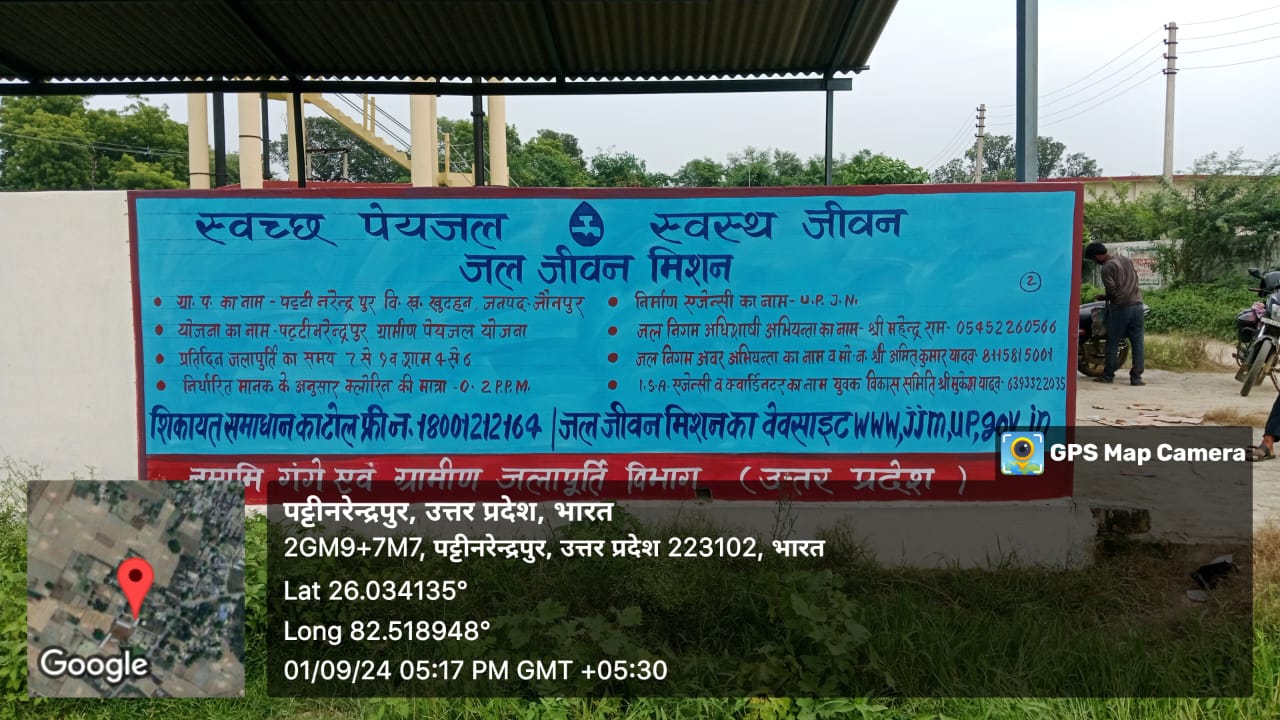 स्वच्छ पेयजल स्वस्थ जीवन
जल जीवन मिशन
②
• ग्रा. प. का नाम - पट्टी नरेन्द्र पुर वि. ख. खुटहन, जनपद- जौनपुर
• योजना का नाम- पट्टीनरेन्द्रपुर ग्रामीण पेयजल योजना
• प्रतिदिन जलापुर्ति का समय 7 से 9 व शाम 4 से 6
• निर्धारित मानक के अनुसार क्लोरिन की मात्रा - 0. 2 P.P.M.
• निर्माण एजेन्सी का नाम- U.P. J. N.
• जल निगम अधिशाषी अभियन्ता का नाम- श्री महेन्द्र राम- 05452260566
• जल निगम अवर अभियन्ता का नाम व मो. न. श्री अमित कुमार यादव- 8115815001
• I.S.A. एजेन्सी व क्वार्डिनटर का नाम युवक विकास समिति श्री मुकेश यादव- 6393322035
शिकायत समाधान का टोल फ्री न. 18001212164 | जल जीवन मिशन का वेवसाइट www,jjm,up,gov.in
नमामि गंगे एवं ग्रामीण जलापूर्ति विभाग (उत्तर प्रदेश)
GPS Map Camera
पट्टीनरेन्द्रपुर, उत्तर प्रदेश, भारत
2GM9+7M7, पट्टीनरेन्द्रपुर, उत्तर प्रदेश 223102, भारत
Lat 26.034135°
Long 82.518948°
01/09/24 05:17 PM GMT +05:30
Google